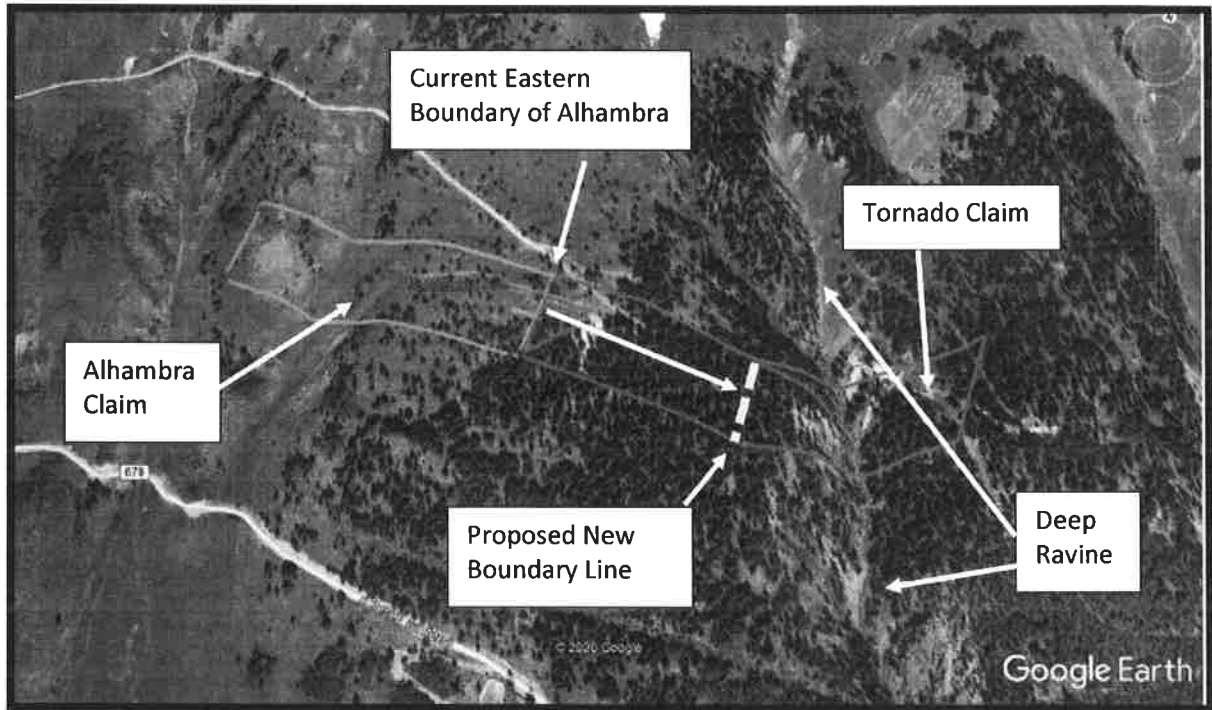 Current Eastern
Boundary of Alhambra
Tornado Claim
Alhambra
Claim
678
Proposed New
Boundary Line
Deep
Ravine
© 2020 Google
Google Earth